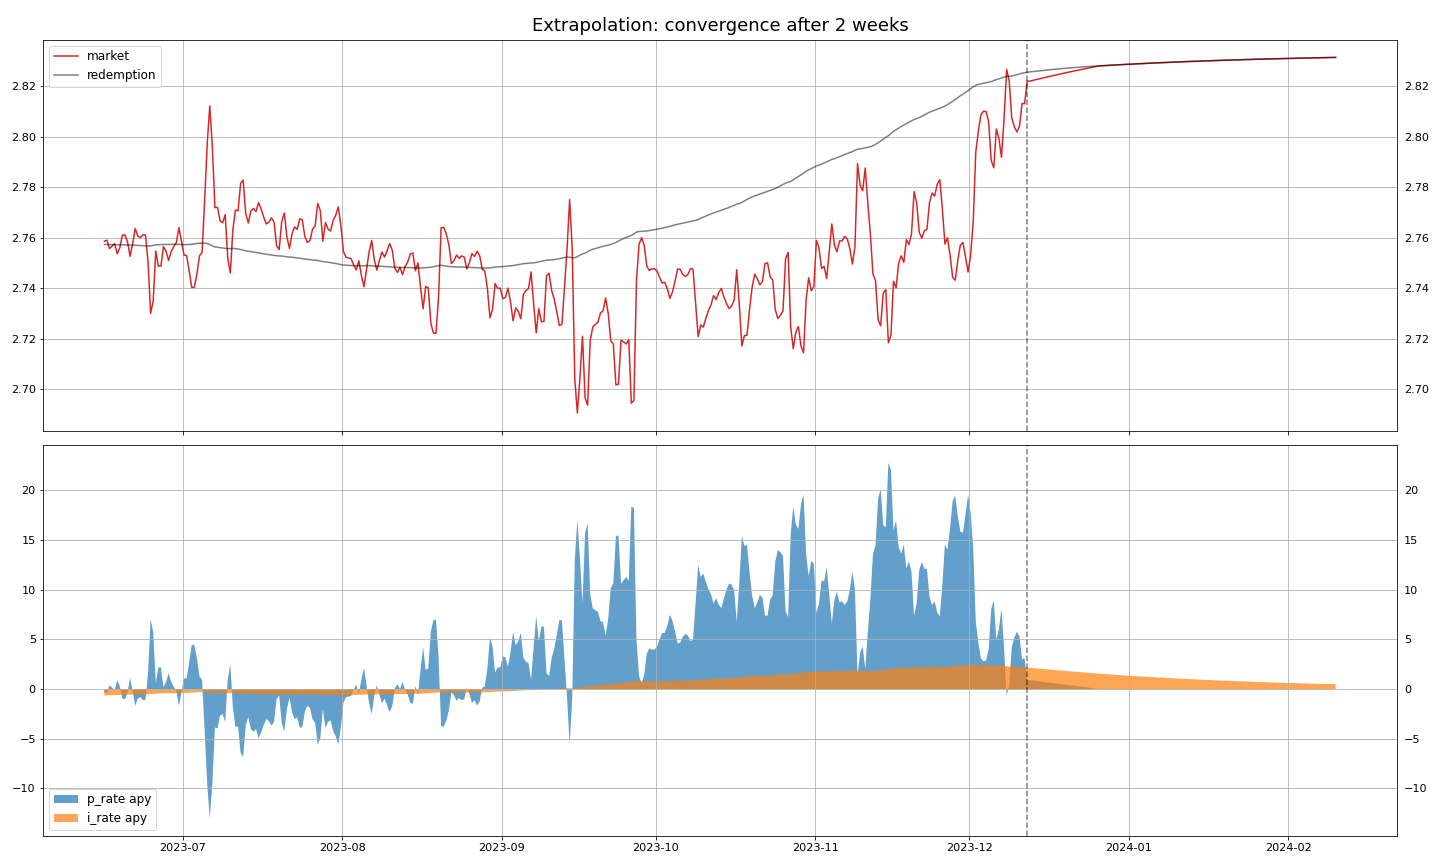 Extrapolation: convergence after 2 weeks
market
redemption
2.82 2.82
2.80 2.80
2.78 2.78
2.76 2.76
2.74 2.74
2.72 2.72
2.70 2.70
20 20
15 15
10 10
5 5
0 0
−5 −5
−10 −10
p_rate apy
i_rate apy
2023-07 2023-08 2023-09 2023-10 2023-11 2023-12 2024-01 2024-02